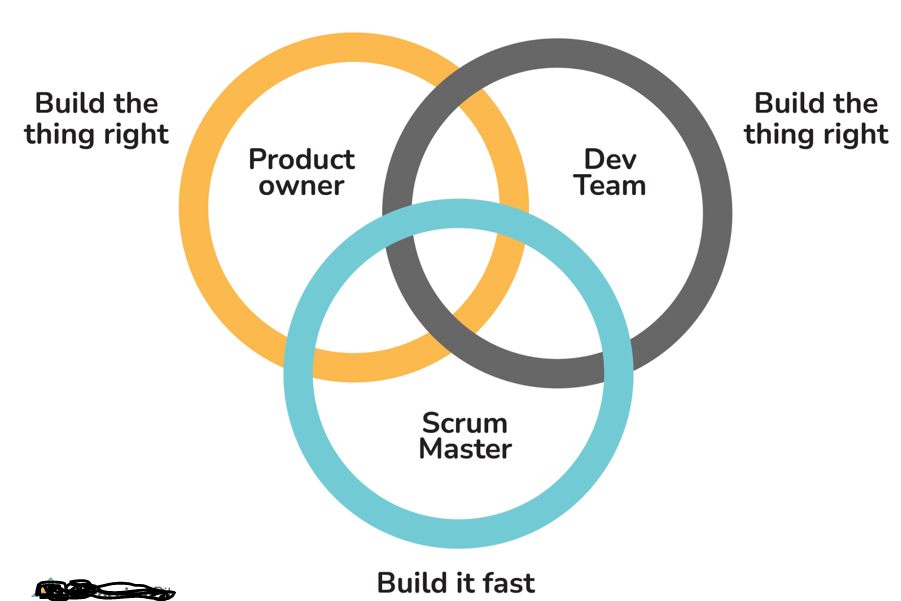 Build the
thing right
Build the
thing right
Product
owner
Dev
Team
Scrum
Master
Build it fast